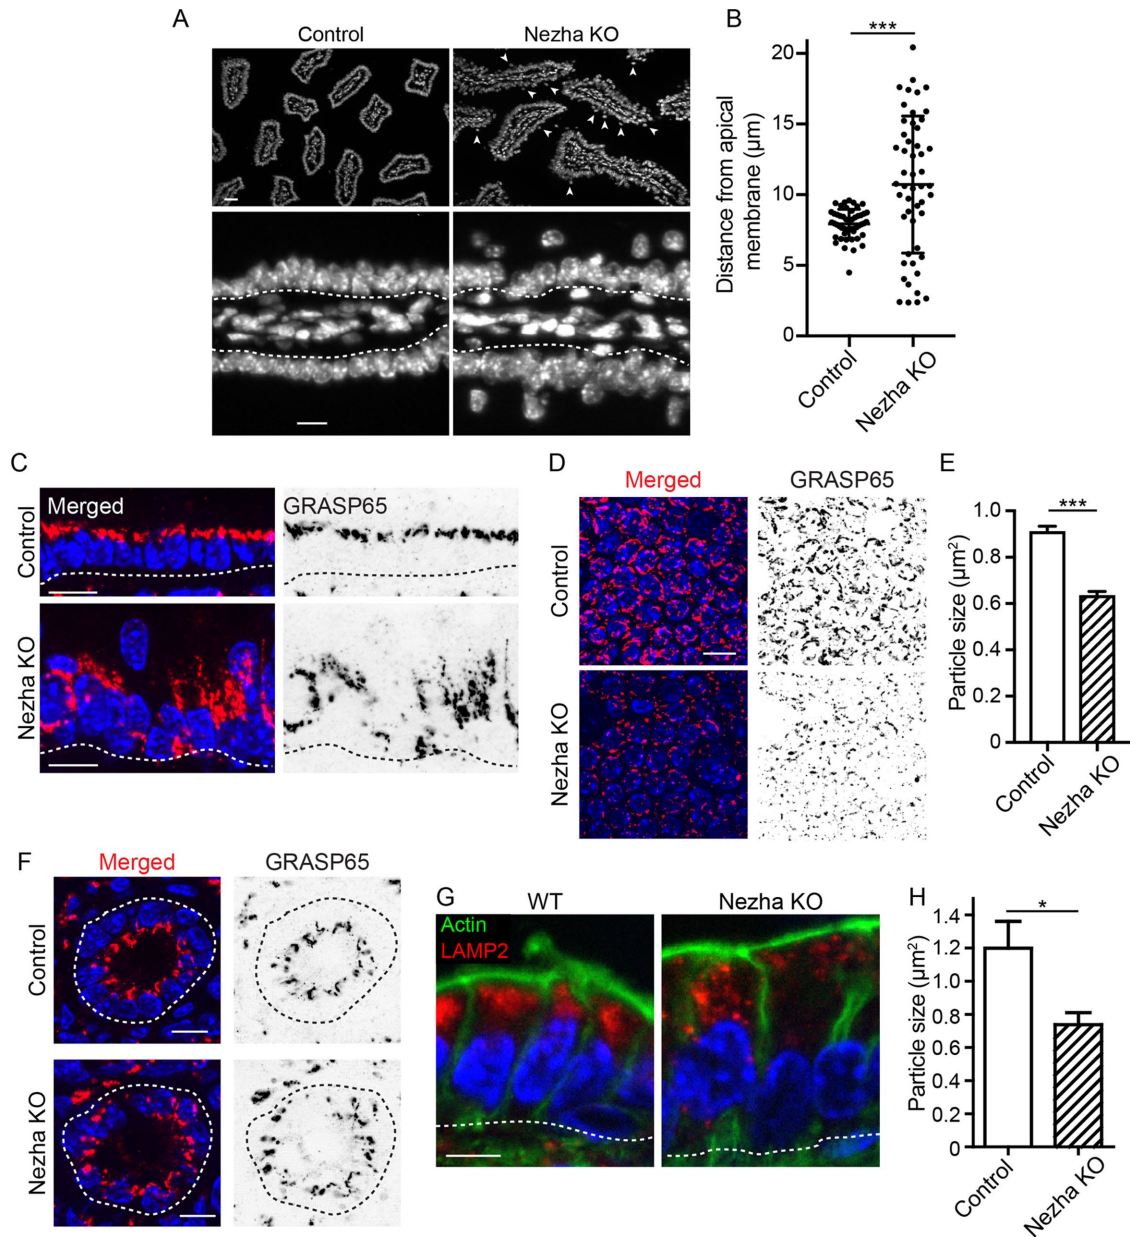 A
Control
Nezha KO
B
***
20
15
10
5
0
Distance from apical
membrane (μm)
Control
Nezha KO
C
Merged
GRASP65
Control
Nezha KO
D
Merged
GRASP65
Control
Nezha KO
E
***
1.0
0.8
0.6
0.4
0.2
0
Particle size (μm²)
Control
Nezha KO
F
Merged
GRASP65
Control
Nezha KO
G
WT
Nezha KO
Actin
LAMP2
H
*
1.4
1.2
1.0
0.8
0.6
0.4
0.2
0
Particle size (μm²)
Control
Nezha KO